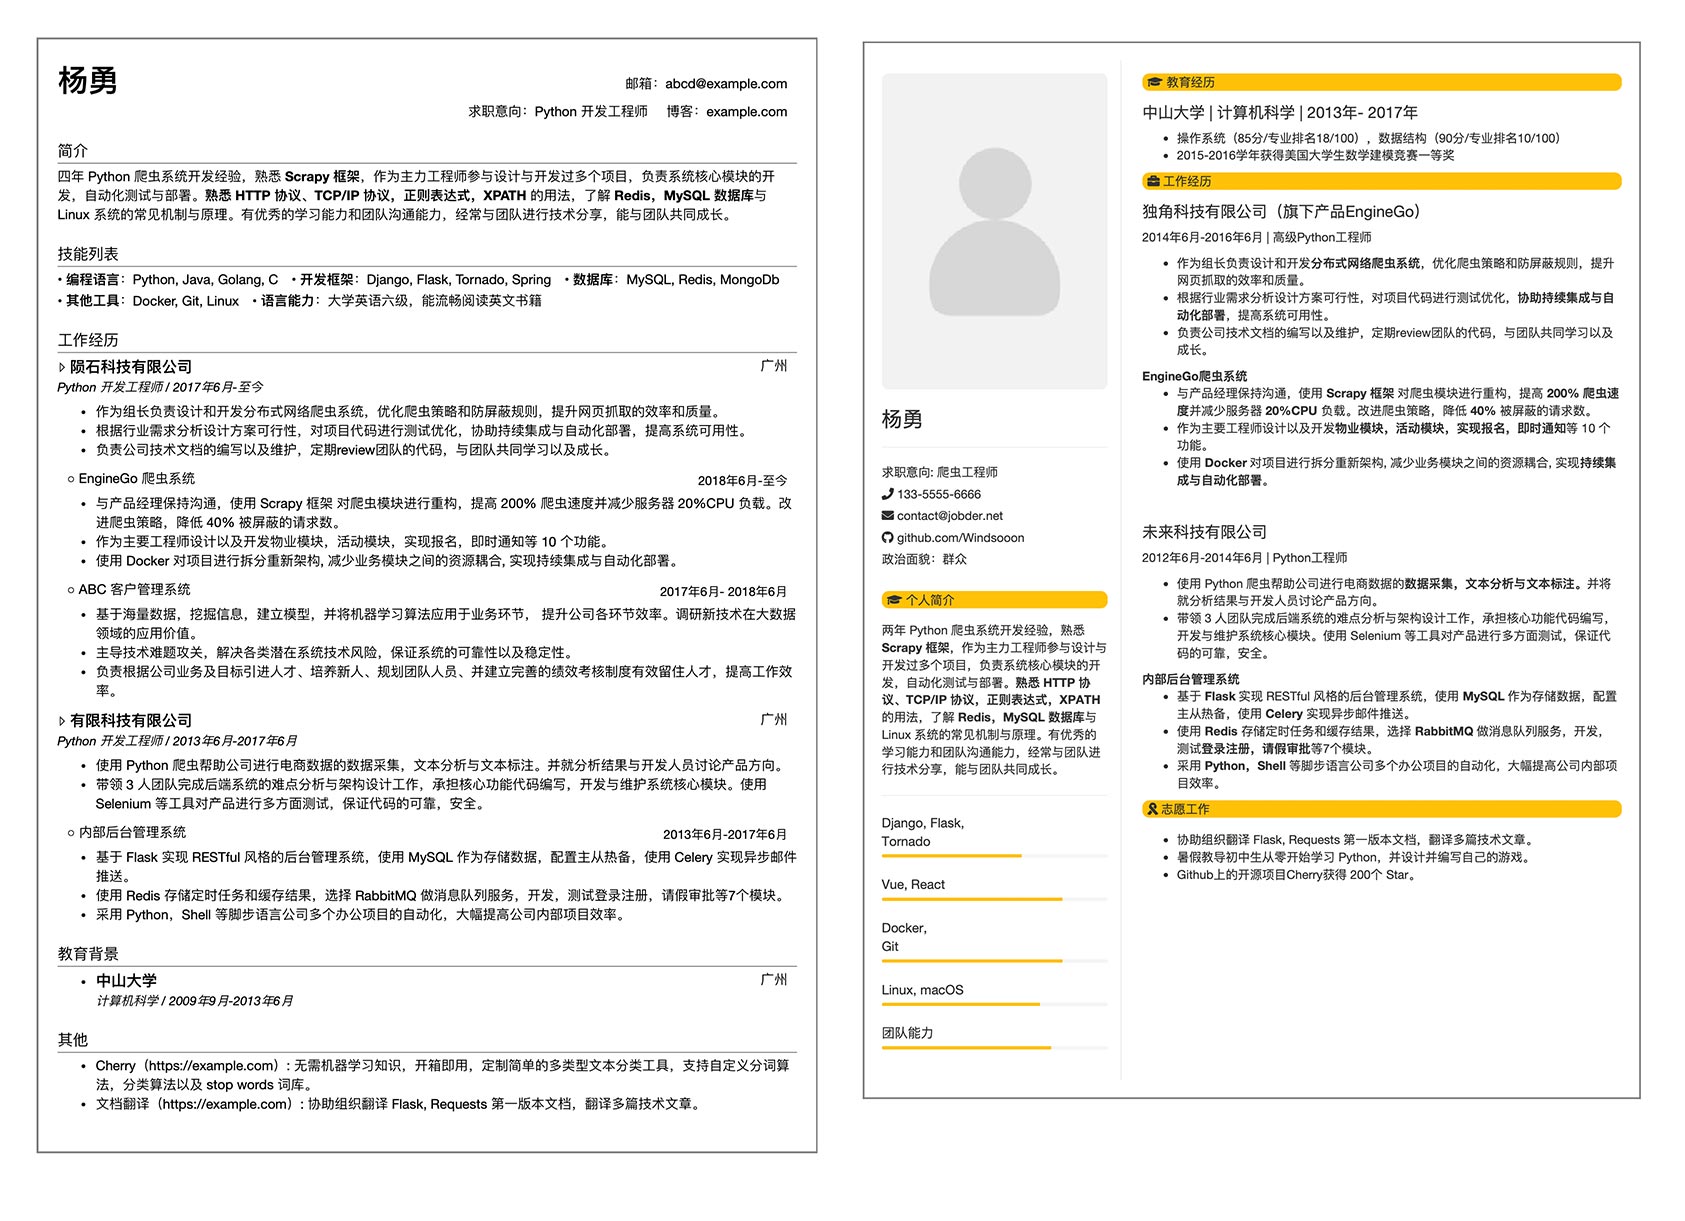 杨勇
邮箱：abcd@example.com
求职意向：Python 开发工程师 博客：example.com
简介
四年 Python 爬虫系统开发经验，熟悉 Scrapy 框架，作为主力工程师参与设计与开发过多个项目，负责系统核心模块的开
发，自动化测试与部署。熟悉 HTTP 协议、TCP/IP 协议，正则表达式，XPATH 的用法，了解 Redis，MySQL 数据库与
Linux 系统的常见机制与原理。有优秀的学习能力和团队沟通能力，经常与团队进行技术分享，能与团队共同成长。
技能列表
• 编程语言：Python, Java, Golang, C • 开发框架：Django, Flask, Tornado, Spring • 数据库：MySQL, Redis, MongoDb
• 其他工具：Docker, Git, Linux • 语言能力：大学英语六级，能流畅阅读英文书籍
工作经历
陨石科技有限公司 广州
Python 开发工程师 / 2017年6月-至今
• 作为组长负责设计和开发分布式网络爬虫系统，优化爬虫策略和防屏蔽规则，提升网页抓取的效率和质量。
• 根据行业需求分析设计方案可行性，对项目代码进行测试优化，协助持续集成与自动化部署，提高系统可用性。
• 负责公司技术文档的编写以及维护，定期review团队的代码，与团队共同学习以及成长。
EngineGo 爬虫系统 2018年6月-至今
• 与产品经理保持沟通，使用 Scrapy 框架 对爬虫模块进行重构，提高 200% 爬虫速度并减少服务器 20%CPU 负载。改
进爬虫策略，降低 40% 被屏蔽的请求数。
• 作为主要工程师设计以及开发物业模块，活动模块，实现报名，即时通知等 10 个功能。
• 使用 Docker 对项目进行拆分重新架构, 减少业务模块之间的资源耦合, 实现持续集成与自动化部署。
ABC 客户管理系统 2017年6月- 2018年6月
• 基于海量数据，挖掘信息，建立模型，并将机器学习算法应用于业务环节， 提升公司各环节效率。调研新技术在大数据
领域的应用价值。
• 主导技术难题攻关，解决各类潜在系统技术风险，保证系统的可靠性以及稳定性。
• 负责根据公司业务及目标引进人才、培养新人、规划团队人员、并建立完善的绩效考核制度有效留住人才，提高工作效
率。
有限科技有限公司 广州
Python 开发工程师 / 2013年6月-2017年6月
• 使用 Python 爬虫帮助公司进行电商数据的数据采集，文本分析与文本标注。并就分析结果与开发人员讨论产品方向。
• 带领 3 人团队完成后端系统的难点分析与架构设计工作，承担核心功能代码编写，开发与维护系统核心模块。使用
Selenium 等工具对产品进行多方面测试，保证代码的可靠，安全。
内部后台管理系统 2013年6月-2017年6月
• 基于 Flask 实现 RESTful 风格的后台管理系统，使用 MySQL 作为存储数据，配置主从热备，使用 Celery 实现异步邮件
推送。
• 使用 Redis 存储定时任务和缓存结果，选择 RabbitMQ 做消息队列服务，开发，测试登录注册，请假审批等7个模块。
• 采用 Python，Shell 等脚步语言公司多个办公项目的自动化，大幅提高公司内部项目效率。
教育背景
• 中山大学 广州
计算机科学 / 2009年9月-2013年6月
其他
• Cherry（https://example.com）: 无需机器学习知识，开箱即用，定制简单的多类型文本分类工具，支持自定义分词算
法，分类算法以及 stop words 词库。
• 文档翻译（https://example.com）: 协助组织翻译 Flask, Requests 第一版本文档，翻译多篇技术文章。
杨勇
求职意向: 爬虫工程师
133-5555-6666
contact@jobder.net
github.com/Windsooon
政治面貌：群众
个人简介
两年 Python 爬虫系统开发经验，熟悉
Scrapy 框架，作为主力工程师参与设计与
开发过多个项目，负责系统核心模块的开
发，自动化测试与部署。熟悉 HTTP 协
议、TCP/IP 协议，正则表达式，XPATH
的用法，了解 Redis，MySQL 数据库与
Linux 系统的常见机制与原理。有优秀的
学习能力和团队沟通能力，经常与团队进
行技术分享，能与团队共同成长。
Django, Flask,
Tornado
Vue, React
Docker,
Git
Linux, macOS
团队能力
教育经历
中山大学 | 计算机科学 | 2013年- 2017年
• 操作系统（85分/专业排名18/100），数据结构（90分/专业排名10/100）
• 2015-2016学年获得美国大学生数学建模竞赛一等奖
工作经历
独角科技有限公司（旗下产品EngineGo）
2014年6月-2016年6月 | 高级Python工程师
• 作为组长负责设计和开发分布式网络爬虫系统，优化爬虫策略和防屏蔽规则，提升
网页抓取的效率和质量。
• 根据行业需求分析设计方案可行性，对项目代码进行测试优化，协助持续集成与自
动化部署，提高系统可用性。
• 负责公司技术文档的编写以及维护，定期review团队的代码，与团队共同学习以及
成长。
EngineGo爬虫系统
• 与产品经理保持沟通，使用 Scrapy 框架 对爬虫模块进行重构，提高 200% 爬虫速
度并减少服务器 20%CPU 负载。改进爬虫策略，降低 40% 被屏蔽的请求数。
• 作为主要工程师设计以及开发物业模块，活动模块，实现报名，即时通知等 10 个
功能。
• 使用 Docker 对项目进行拆分重新架构, 减少业务模块之间的资源耦合, 实现持续集
成与自动化部署。
未来科技有限公司
2012年6月-2014年6月 | Python工程师
• 使用 Python 爬虫帮助公司进行电商数据的数据采集，文本分析与文本标注。并将
就分析结果与开发人员讨论产品方向。
• 带领 3 人团队完成后端系统的难点分析与架构设计工作，承担核心功能代码编写，
开发与维护系统核心模块。使用 Selenium 等工具对产品进行多方面测试，保证代
码的可靠，安全。
内部后台管理系统
• 基于 Flask 实现 RESTful 风格的后台管理系统，使用 MySQL 作为存储数据，配置
主从热备，使用 Celery 实现异步邮件推送。
• 使用 Redis 存储定时任务和缓存结果，选择 RabbitMQ 做消息队列服务，开发，
测试登录注册，请假审批等7个模块。
• 采用 Python，Shell 等脚步语言公司多个办公项目的自动化，大幅提高公司内部项
目效率。
志愿工作
• 协助组织翻译 Flask, Requests 第一版本文档，翻译多篇技术文章。
• 暑假教导初中生从零开始学习 Python，并设计并编写自己的游戏。
• Github上的开源项目Cherry获得 200个 Star。